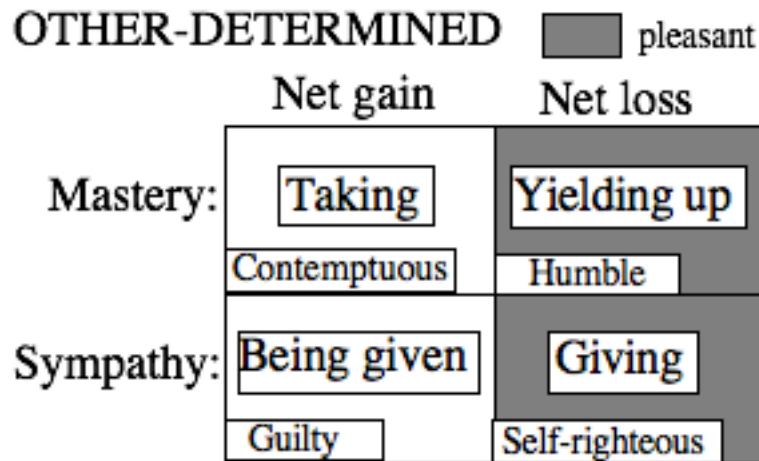 OTHER-DETERMINED pleasant
Net gain Net loss
Mastery: Taking Yielding up
Contemptuous Humble
Sympathy: Being given Giving
Guilty Self-righteous